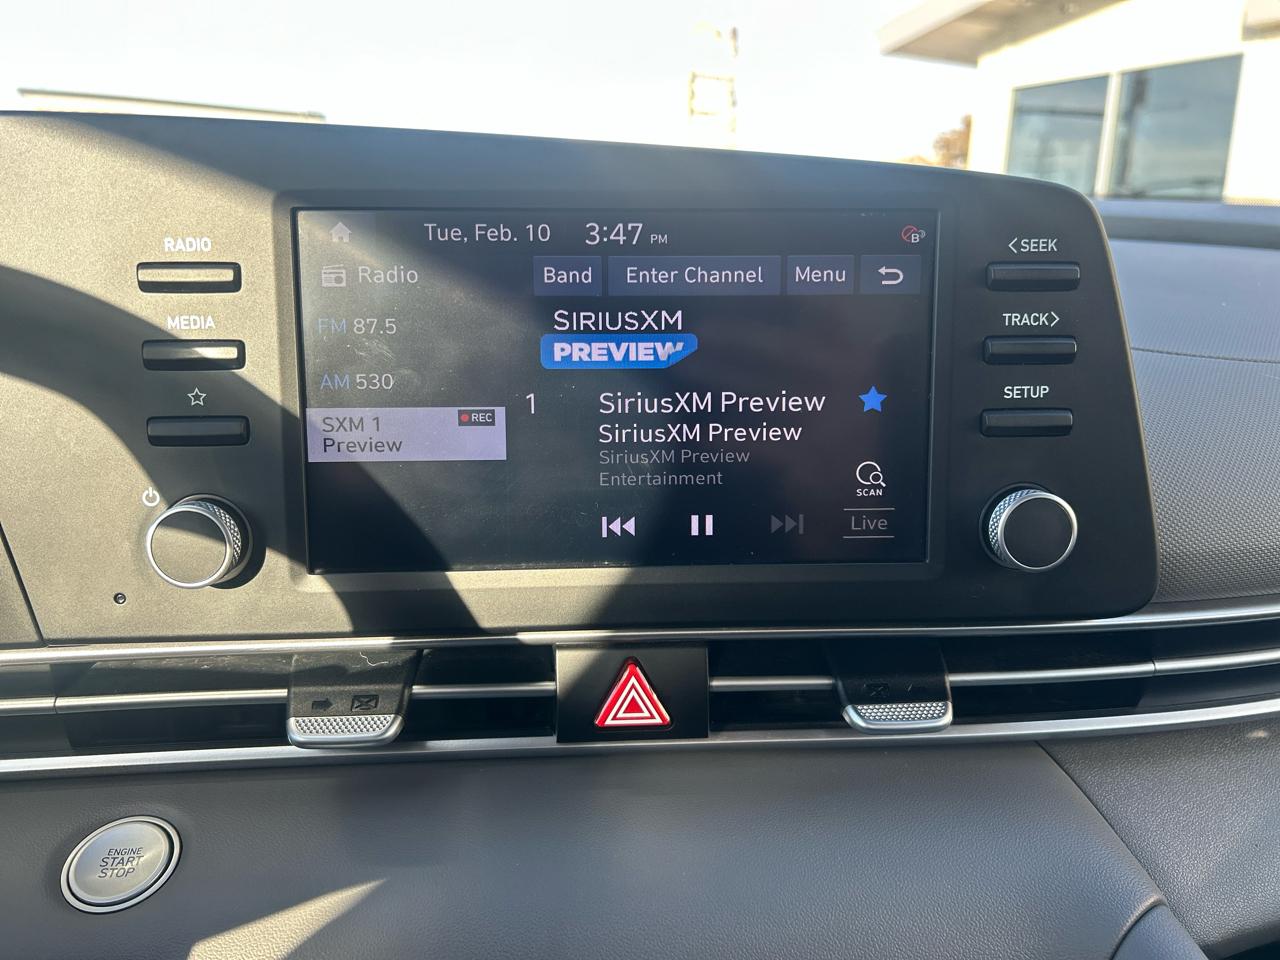 RADIO
MEDIA
Tue, Feb. 10 3:47 PM
B
Radio
Band
Enter Channel
Menu
FM 87.5
AM 530
SXM 1
REC
Preview
SIRIUSXM
PREVIEW
1
SiriusXM Preview
SiriusXM Preview
SiriusXM Preview
Entertainment
SCAN
Live
<SEEK
TRACK>
SETUP
ENGINE
START
STOP